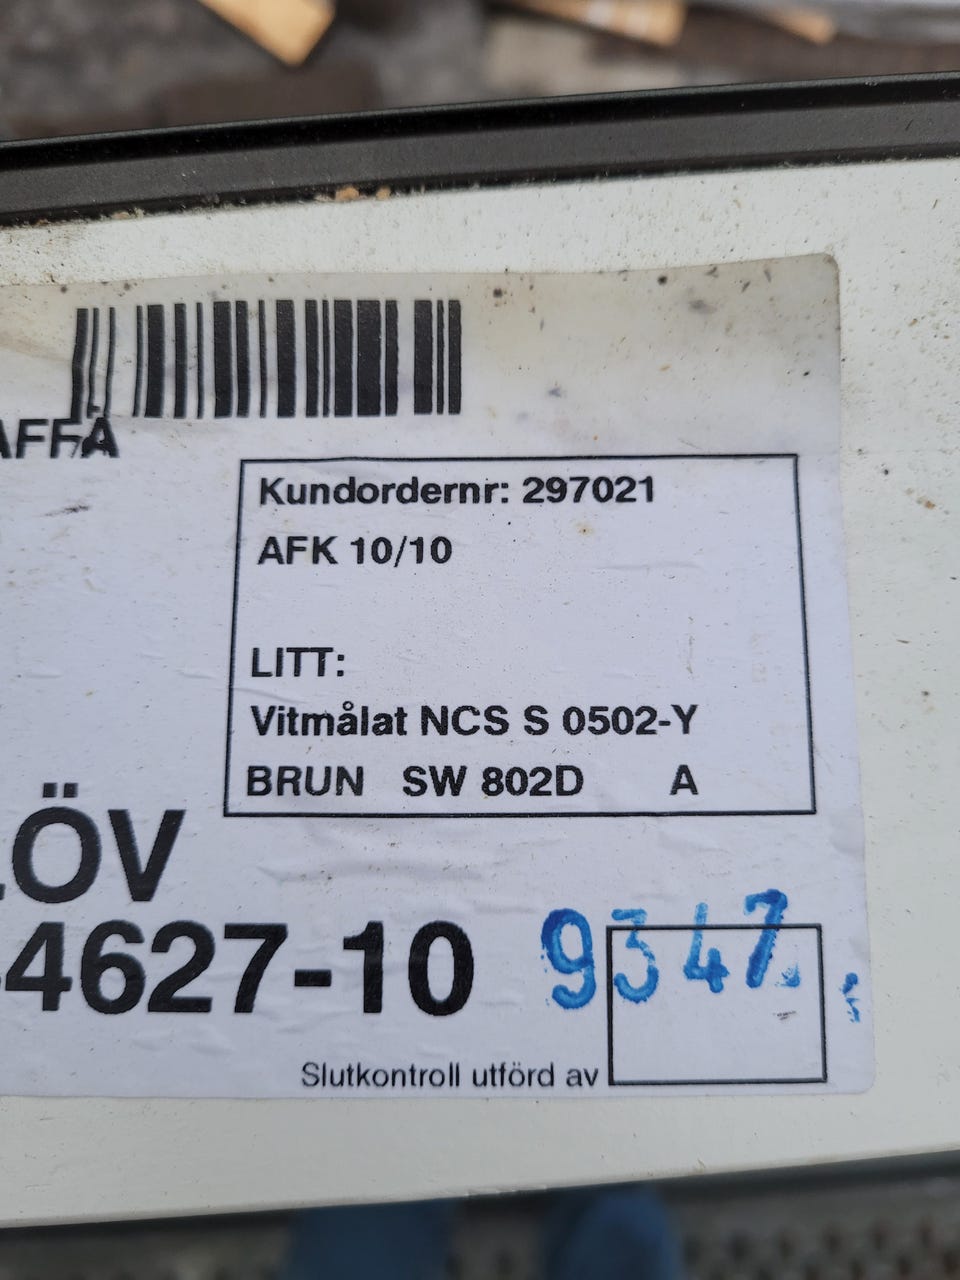 AFFÄ
Kundordernr: 297021
AFK 10/10
LITT:
Vitmålat NCS S 0502-Y
BRUN SW 802D A
LÖV
-4627-10
9347
Slutkontroll utförd av